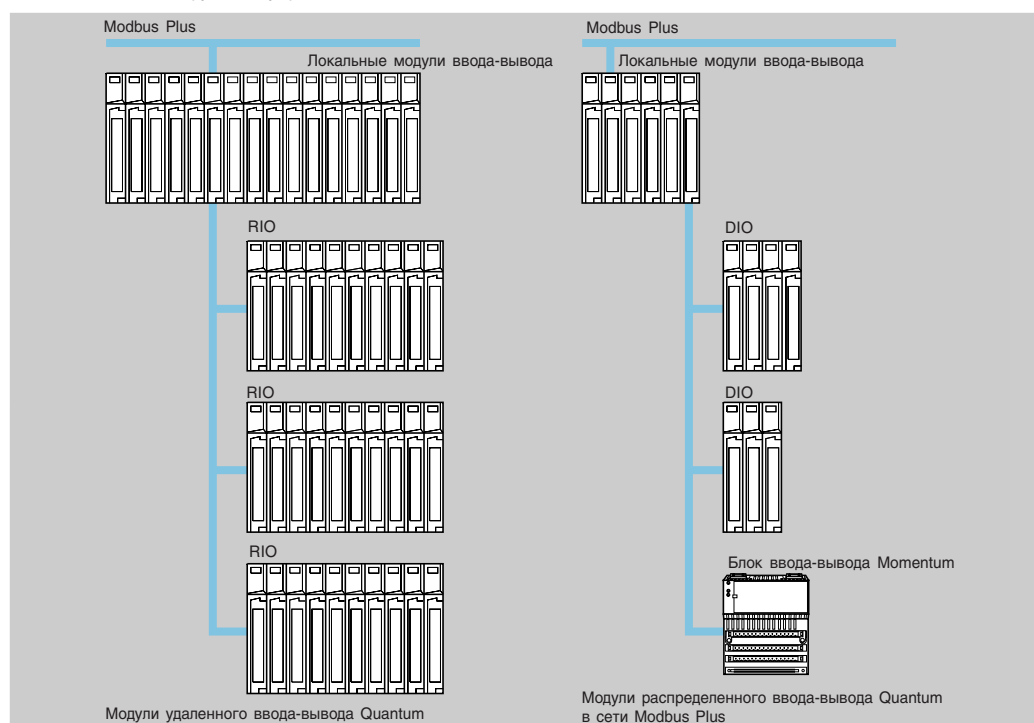 Modbus Plus
Локальные модули ввода-вывода
RIO
RIO
RIO
Модули удаленного ввода-вывода Quantum
Modbus Plus
Локальные модули ввода-вывода
DIO
DIO
Блок ввода-вывода Momentum
Модули распределенного ввода-вывода Quantum
в сети Modbus Plus